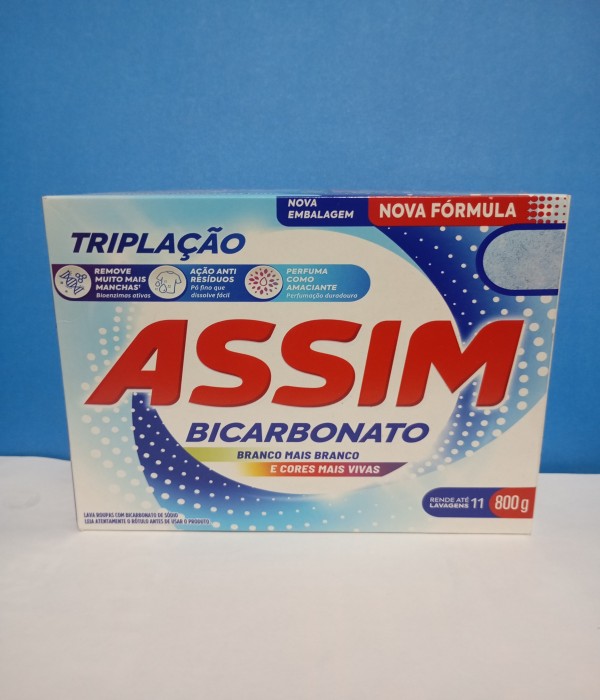 NOVA
EMBALAGEM
NOVA FÓRMULA
TRIPLAÇÃO
REMOVE
MUITO MAIS
MANCHAS¹
Bioenzimas ativas
AÇÃO ANTI
RESÍDUOS
Pó fino que
dissolve fácil
PERFUMA
COMO
AMACIANTE
Perfumação duradoura
ASSIM
BICARBONATO
BRANCO MAIS BRANCO
E CORES MAIS VIVAS
RENDE ATÉ
LAVAGENS 11
800g
LAVA ROUPAS COM BICARBONATO DE SÓDIO
LEIA ATENTAMENTE O RÓTULO ANTES DE USAR O PRODUTO